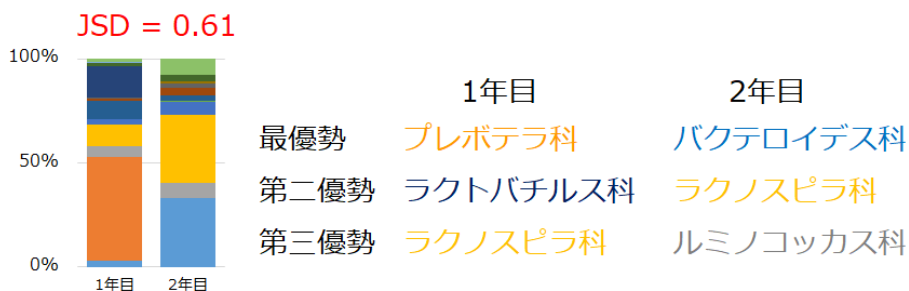 JSD = 0.61
100%
50%
0%
1年目 2年目
1年目 2年目
最優勢 プレボテラ科 バクテロイデス科
第二優勢 ラクトバチルス科 ラクノスピラ科
第三優勢 ラクノスピラ科 ルミノコッカス科